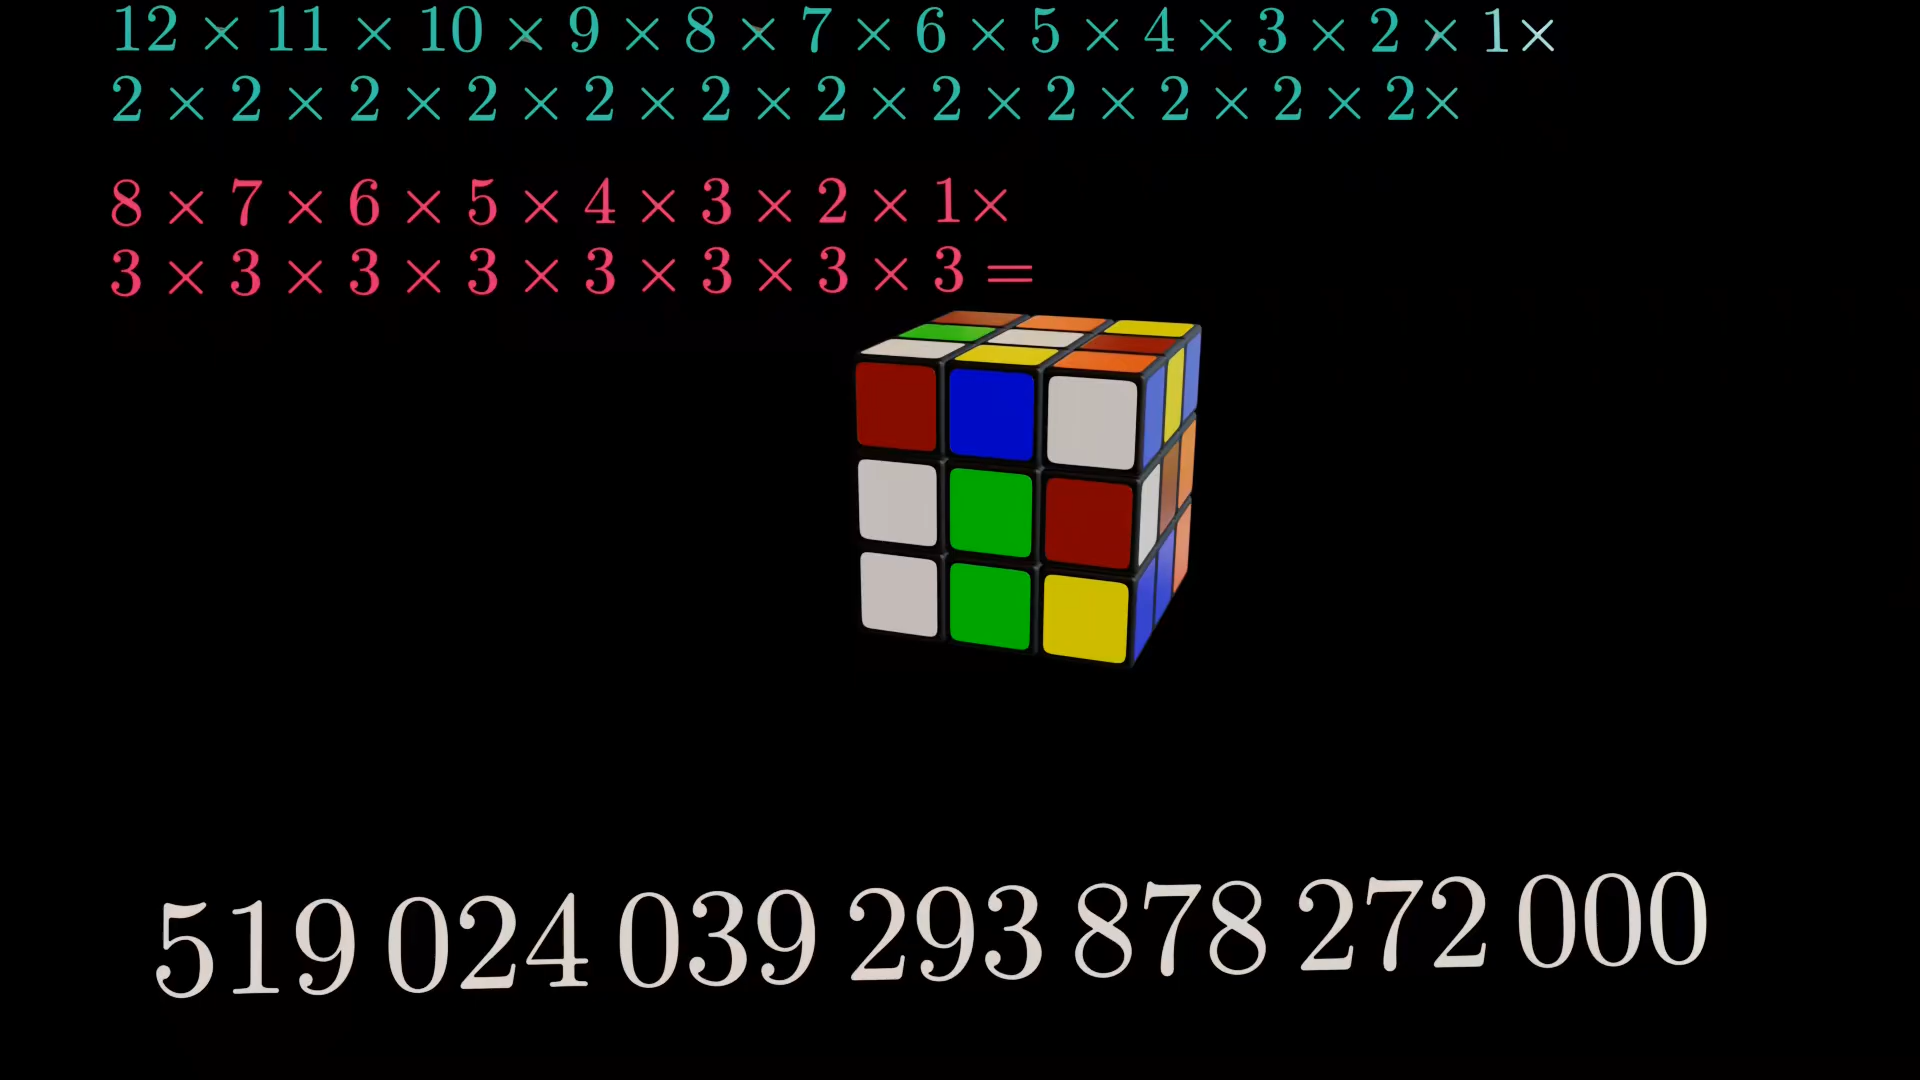 12 × 11 × 10 × 9 × 8 × 7 × 6 × 5 × 4 × 3 × 2 × 1×
2 × 2 × 2 × 2 × 2 × 2 × 2 × 2 × 2 × 2 × 2 × 2×
8 × 7 × 6 × 5 × 4 × 3 × 2 × 1×
3 × 3 × 3 × 3 × 3 × 3 × 3 × 3 =
519 024 039 293 878 272 000